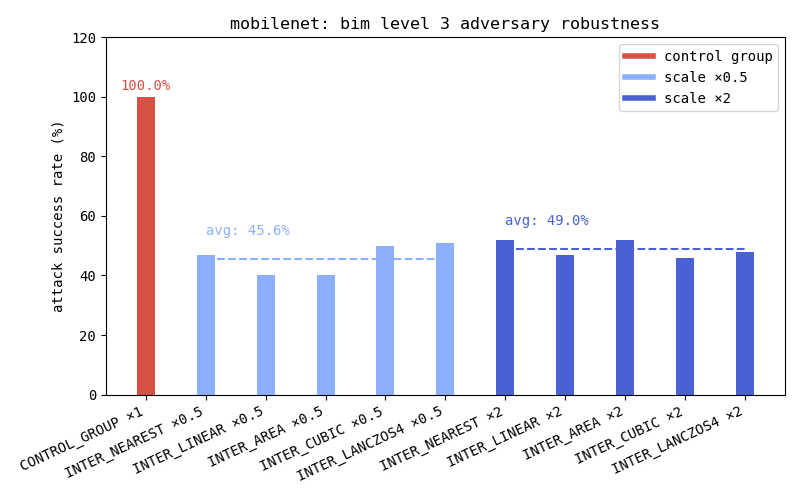 mobilenet: bim level 3 adversary robustness
attack success rate (%)
120
100
80
60
40
20
0
100.0%
avg: 45.6%
avg: 49.0%
control group
scale ×0.5
scale ×2
CONTROL_GROUP ×1
INTER_NEAREST ×0.5
INTER_LINEAR ×0.5
INTER_AREA ×0.5
INTER_CUBIC ×0.5
INTER_LANCZOS4 ×0.5
INTER_NEAREST ×2
INTER_LINEAR ×2
INTER_AREA ×2
INTER_CUBIC ×2
INTER_LANCZOS4 ×2